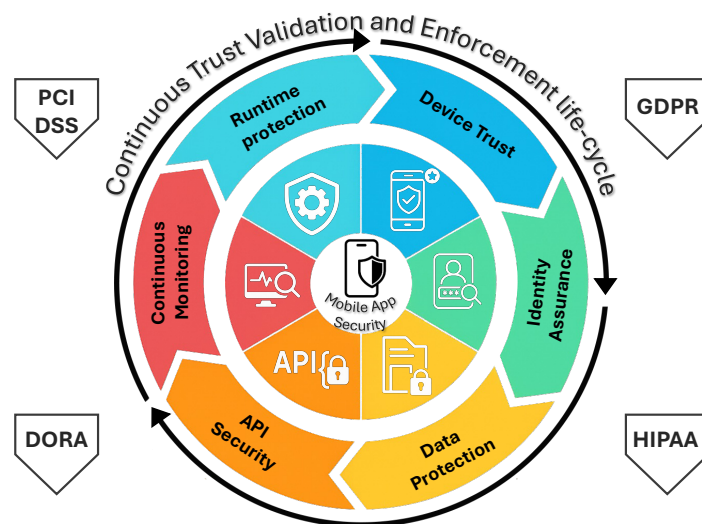 Continuous Trust Validation and Enforcement life-cycle
PCI
DSS
GDPR
Runtime
protection
Device Trust
Continuous
Monitoring
Identity
Assurance
Mobile App
Security
API{
***
API
Security
Data
Protection
DORA
HIPAA